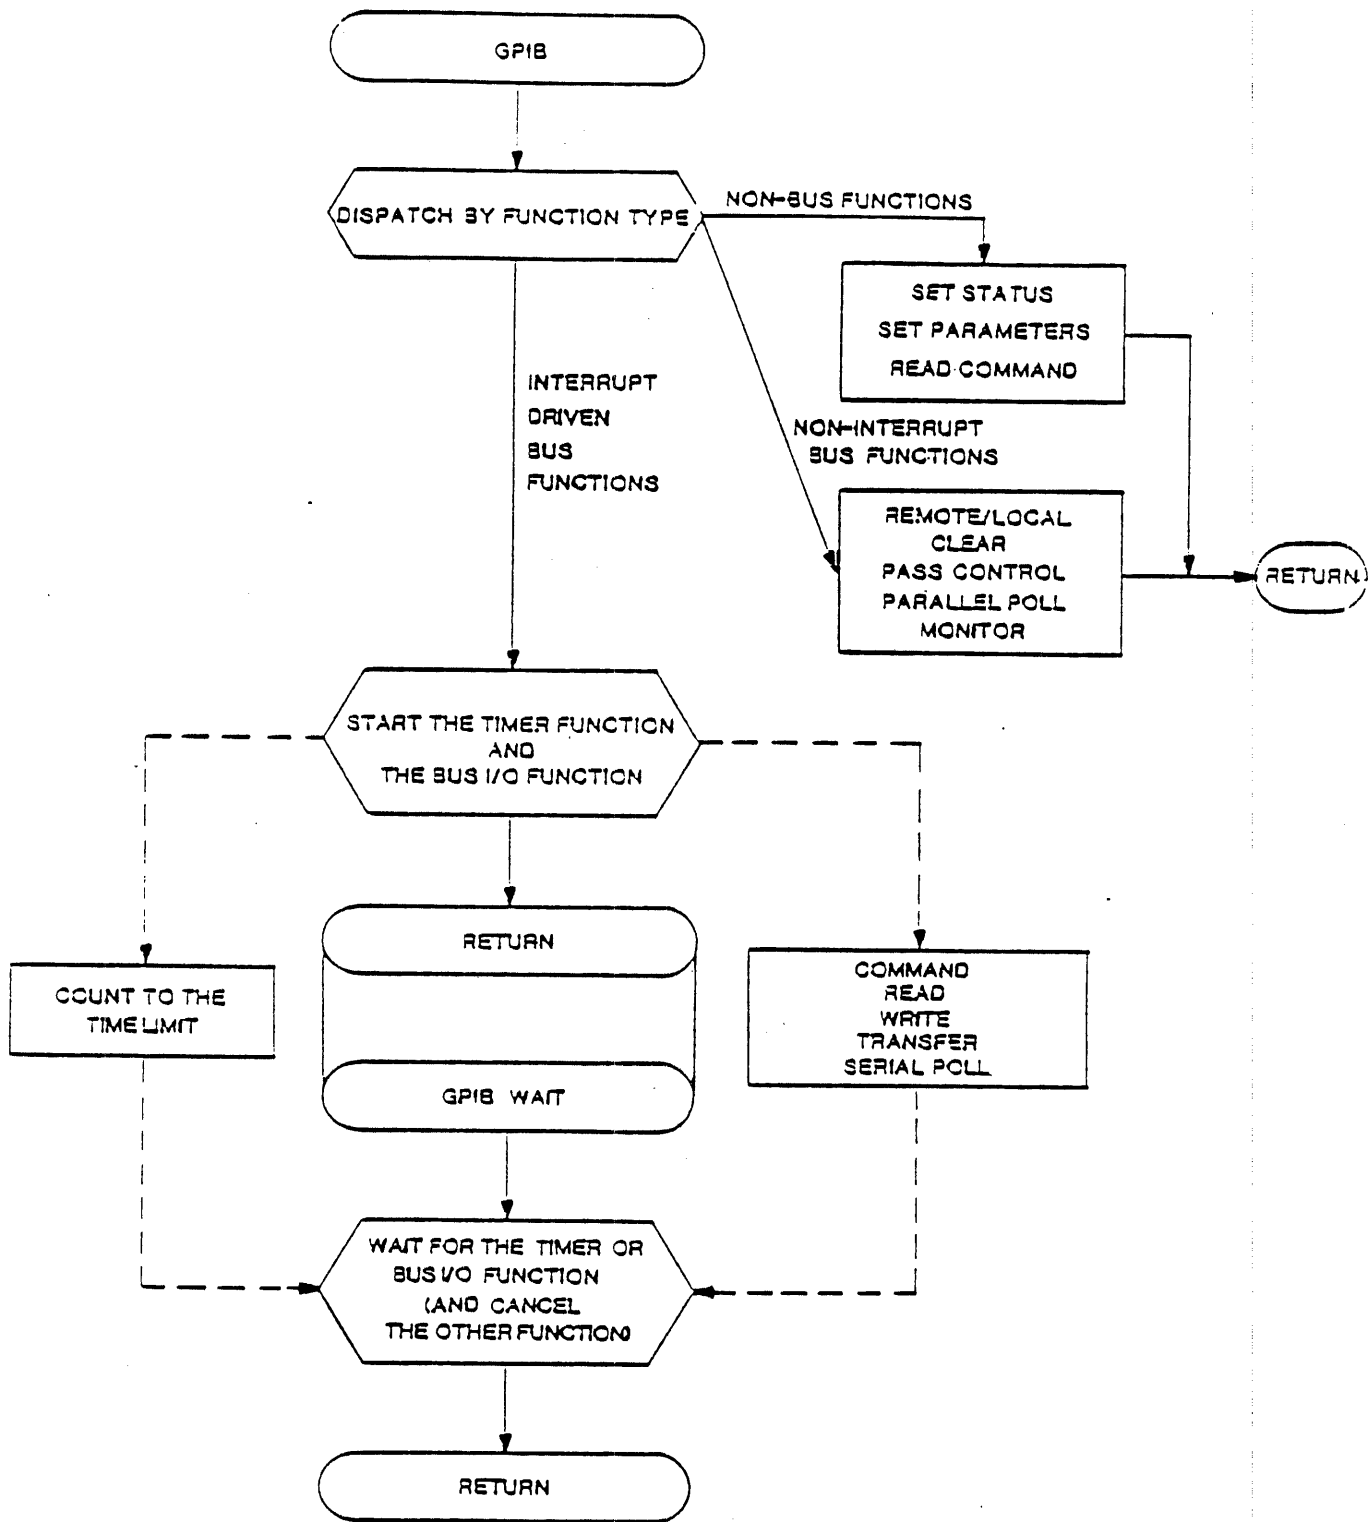 GPIB
DISPATCH BY FUNCTION TYPE
NON-BUS FUNCTIONS
SET STATUS
SET PARAMETERS
READ COMMAND
INTERRUPT
DRIVEN
BUS
FUNCTIONS
NON-INTERRUPT
BUS FUNCTIONS
REMOTE/LOCAL
CLEAR
PASS CONTROL
PARALLEL POLL
MONITOR
RETURN
START THE TIMER FUNCTION
AND
THE BUS I/O FUNCTION
RETURN
COUNT TO THE
TIME LIMIT
COMMAND
READ
WRITE
TRANSFER
SERIAL POLL
GPIB WAIT
WAIT FOR THE TIMER OR
BUS I/O FUNCTION
(AND CANCEL
THE OTHER FUNCTION)
RETURN